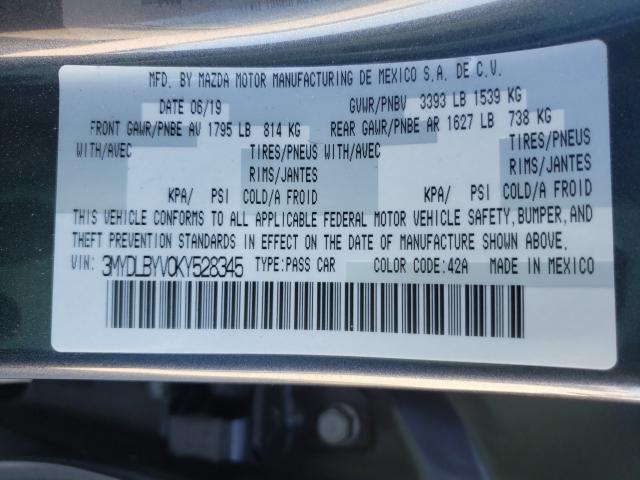 MFD. BY MAZDA MOTOR MANUFACTURING DE MEXICO S.A. DE C.V.
DATE 06/19 GVWR/PNBV 3393 LB 1539 KG
FRONT GAWR/PNBE AV 1795 LB 814 KG REAR GAWR/PNBE AR 1627 LB 738 KG
WITH/AVEC TIRES/PNEUS WITH/AVEC TIRES/PNEUS
RIMS/JANTES RIMS/JANTES
KPA/ PSI COLD/A FROID KPA/ PSI COLD/A FROID
THIS VEHICLE CONFORMS TO ALL APPLICABLE FEDERAL MOTOR VEHICLE SAFETY, BUMPER, AND
THEFT PREVENTION STANDARDS IN EFFECT ON THE DATE OF MANUFACTURE SHOWN ABOVE.
VIN: 3MYDLBYV0KY528345 TYPE:PASS CAR COLOR CODE:42A MADE IN MEXICO